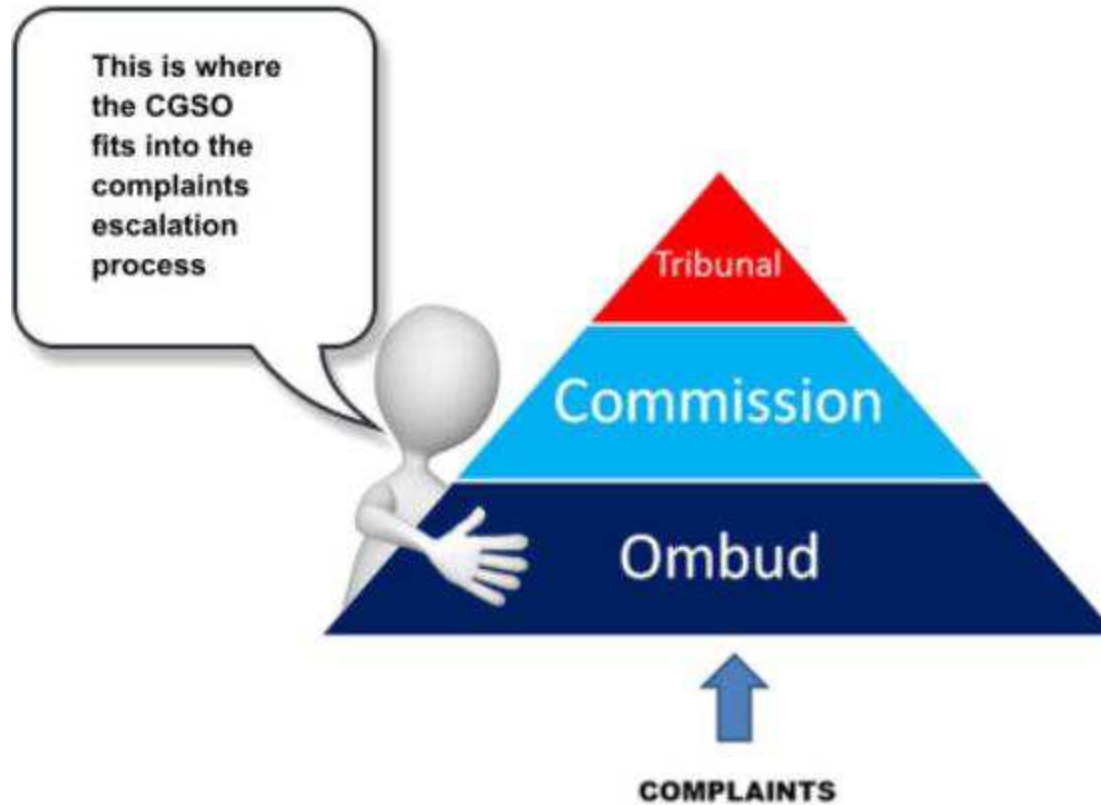 This is where
the CGSO
fits into the
complaints
escalation
process
Tribunal
Commission
Ombud
COMPLAINTS